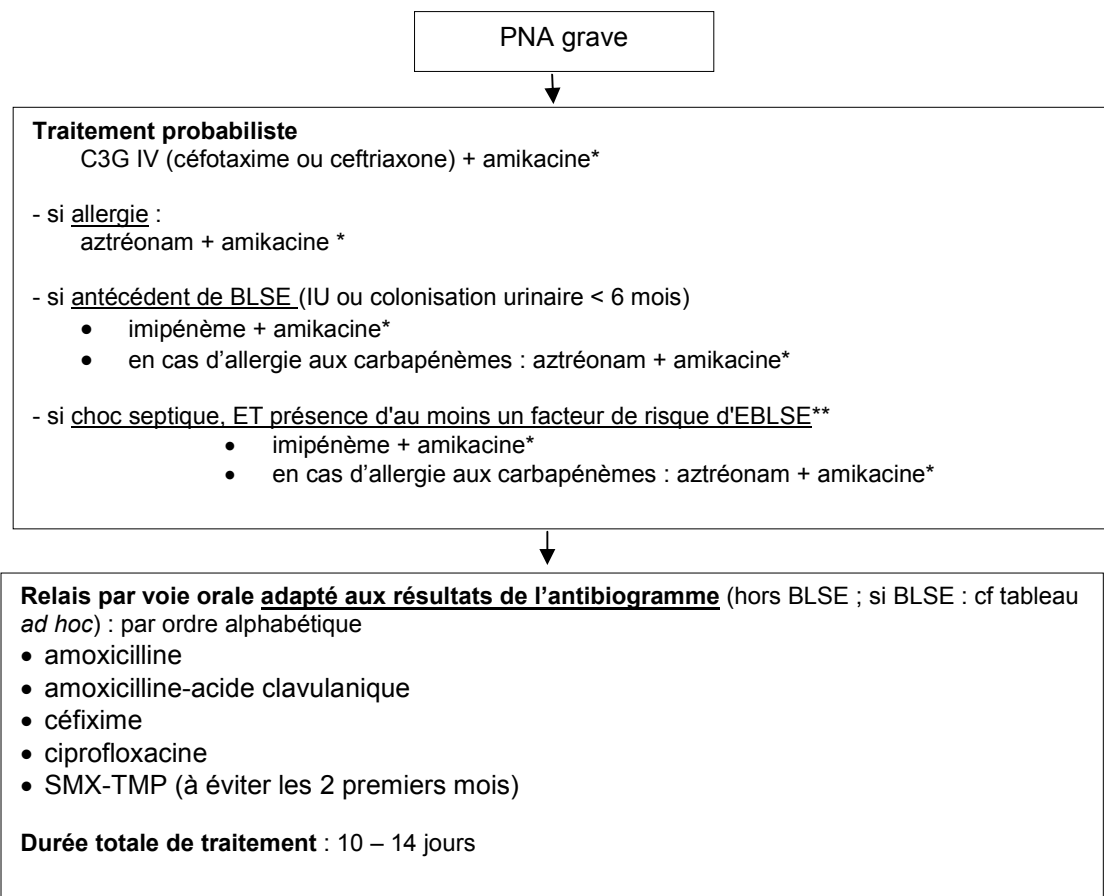 PNA grave
Traitement probabiliste
C3G IV (céfotaxime ou ceftriaxone) + amikacine*
- si allergie :
aztréonam + amikacine *
- si antécédent de BLSE (IU ou colonisation urinaire < 6 mois)
• imipénème + amikacine*
• en cas d'allergie aux carbapénèmes : aztréonam + amikacine*
- si choc septique, ET présence d'au moins un facteur de risque d'EBLSE**
• imipénème + amikacine*
• en cas d'allergie aux carbapénèmes : aztréonam + amikacine*
Relais par voie orale adapté aux résultats de l'antibiogramme (hors BLSE ; si BLSE : cf tableau
ad hoc) : par ordre alphabétique
• amoxicilline
• amoxicilline-acide clavulanique
• céfixime
• ciprofloxacine
• SMX-TMP (à éviter les 2 premiers mois)
Durée totale de traitement : 10 – 14 jours